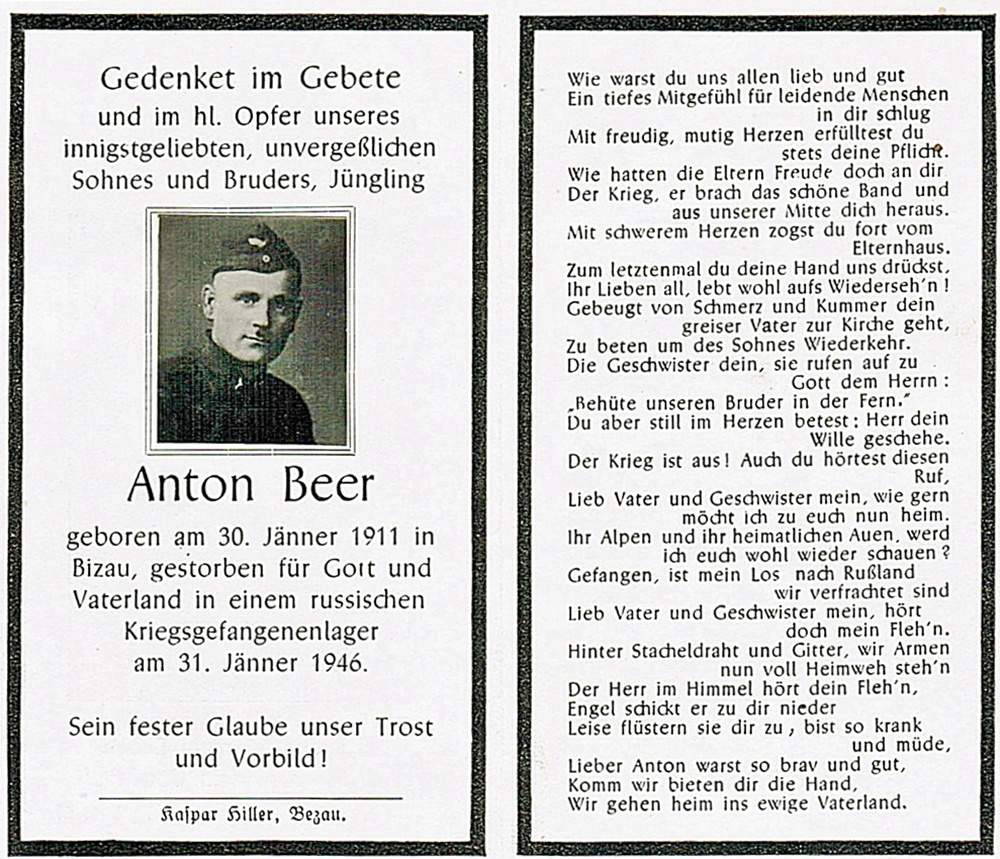 Gedenket im Gebete
und im hl. Opfer unseres
innigstgeliebten, unvergeßlichen
Sohnes und Bruders, Jüngling
Anton Beer
geboren am 30. Jänner 1911 in
Bizau, gestorben für Gott und
Vaterland in einem russischen
Kriegsgefangenenlager
am 31. Jänner 1946.
Sein fester Glaube unser Trost
und Vorbild!
Kaspar Hiller, Bezau.
Wie warst du uns allen lieb und gut
Ein tiefes Mitgefühl für leidende Menschen
in dir schlug
Mit freudig, mutig Herzen erfülltest du
stets deine Pflicht.
Wie hatten die Eltern Freude doch an dir
Der Krieg, er brach das schöne Band und
aus unserer Mitte dich heraus.
Mit schwerem Herzen zogst du fort vom
Elternhaus.
Zum letztenmal du deine Hand uns drückst,
Ihr Lieben all, lebt wohl aufs Wiederseh'n!
Gebeugt von Schmerz und Kummer dein
greiser Vater zur Kirche geht,
Zu beten um des Sohnes Wiederkehr.
Die Geschwister dein, sie rufen auf zu
Gott dem Herrn:
„Behüte unseren Bruder in der Fern."
Du aber still im Herzen betest: Herr dein
Wille geschehe.
Der Krieg ist aus! Auch du hörtest diesen
Ruf,
Lieb Vater und Geschwister mein, wie gern
möcht ich zu euch nun heim.
Ihr Alpen und ihr heimatlichen Auen, werd
ich euch wohl wieder schauen?
Gefangen, ist mein Los nach Rußland
wir verfrachtet sind
Lieb Vater und Geschwister mein, hört
doch mein Fleh'n.
Hinter Stacheldraht und Gitter, wir Armen
nun voll Heimweh steh'n
Der Herr im Himmel hört dein Fleh'n,
Engel schickt er zu dir nieder
Leise flüstern sie dir zu, bist so krank
und müde,
Lieber Anton warst so brav und gut,
Komm wir bieten dir die Hand,
Wir gehen heim ins ewige Vaterland.